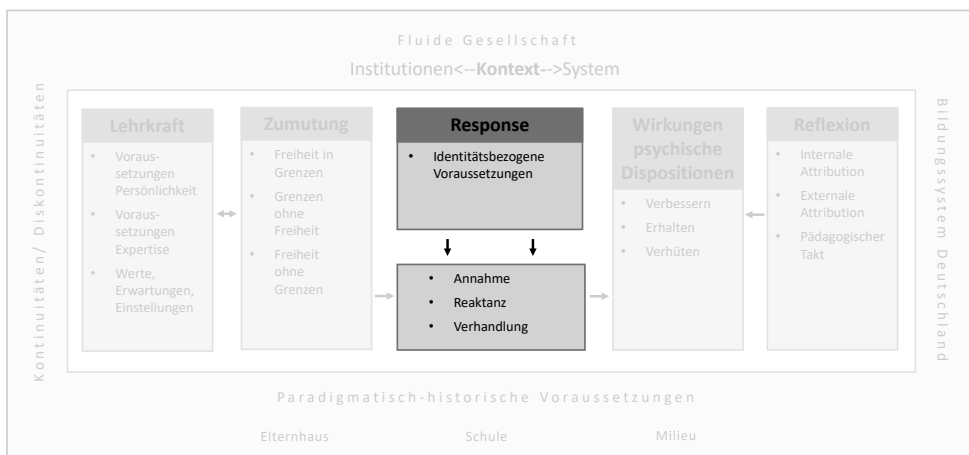 Fluide Gesellschaft
Institutionen<--Kontext-->System
Kontinuitäten/ Diskontinuitäten
Lehrkraft
• Voraus-
setzungen
Persönlichkeit
• Voraus-
setzungen
Expertise
• Werte,
Erwartungen,
Einstellungen
Zumutung
• Freiheit in
Grenzen
• Grenzen
ohne
Freiheit
• Freiheit
ohne
Grenzen
Response
• Identitätsbezogene
Voraussetzungen
• Annahme
• Reaktanz
• Verhandlung
Wirkungen
psychische
Dispositionen
• Verbessern
• Erhalten
• Verhüten
Reflexion
• Internale
Attribution
• Externale
Attribution
• Pädagogischer
Takt
Bildungssystem Deutschland
Paradigmatisch-historische Voraussetzungen
Elternhaus
Schule
Milieu